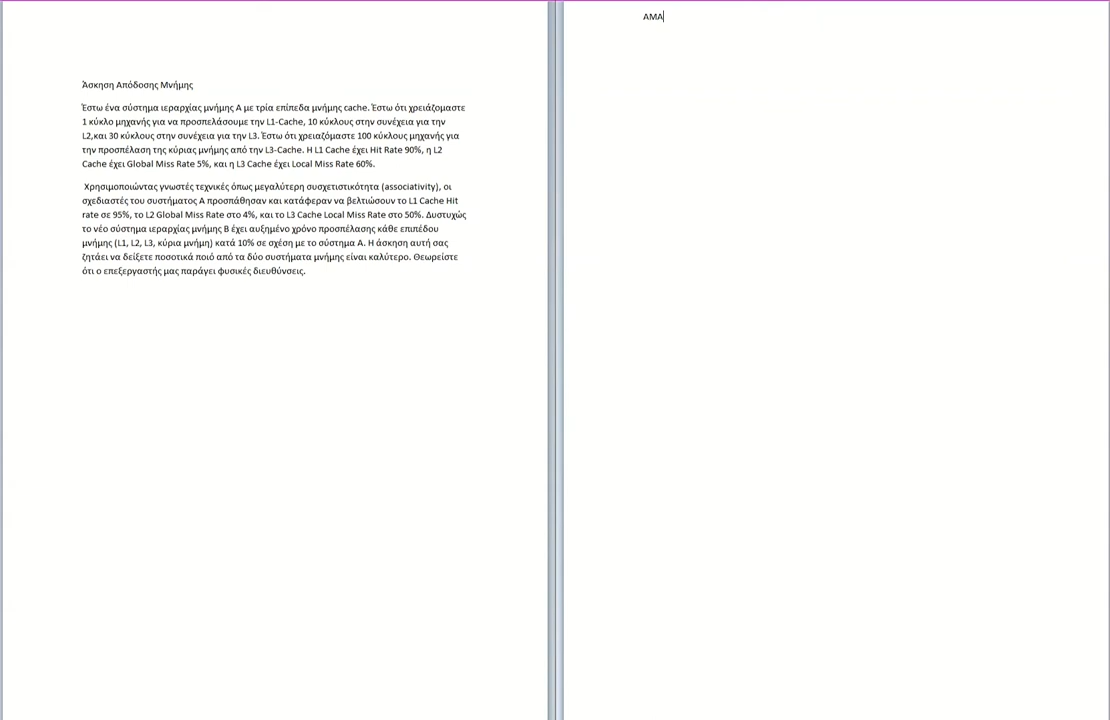 Άσκηση Απόδοσης Μνήμης
Έστω ένα σύστημα ιεραρχίας μνήμης Α με τρία επίπεδα μνήμης cache. Έστω ότι χρειάζομαστε
1 κύκλο μηχανής για να προσπελάσουμε την L1-Cache, 10 κύκλους στην συνέχεια για την
L2,και 30 κύκλους στην συνέχεια για την L3. Έστω ότι χρειαζόμαστε 100 κύκλους μηχανής για
την προσπέλαση της κύριας μνήμης από την L3-Cache. Η L1 Cache έχει Hit Rate 90%, η L2
Cache έχει Global Miss Rate 5%, και η L3 Cache έχει Local Miss Rate 60%.
Χρησιμοποιώντας γνωστές τεχνικές όπως μεγαλύτερη συσχετιστικότητα (associativity), οι
σχεδιαστές του συστήματος Α προσπάθησαν και κατάφεραν να βελτιώσουν το L1 Cache Hit
rate σε 95%, το L2 Global Miss Rate στο 4%, και το L3 Cache Local Miss Rate στο 50%. Δυστυχώς
το νέο σύστημα ιεραρχίας μνήμης Β έχει αυξημένο χρόνο προσπέλασης κάθε επιπέδου
μνήμης (L1, L2, L3, κύρια μνήμη) κατά 10% σε σχέση με το σύστημα Α. Η άσκηση αυτή σας
ζητάει να δείξετε ποσοτικά ποιό από τα δύο συστήματα μνήμης είναι καλύτερο. Θεωρείστε
ότι ο επεξεργαστής μας παράγει φυσικές διευθύνσεις.
AMA